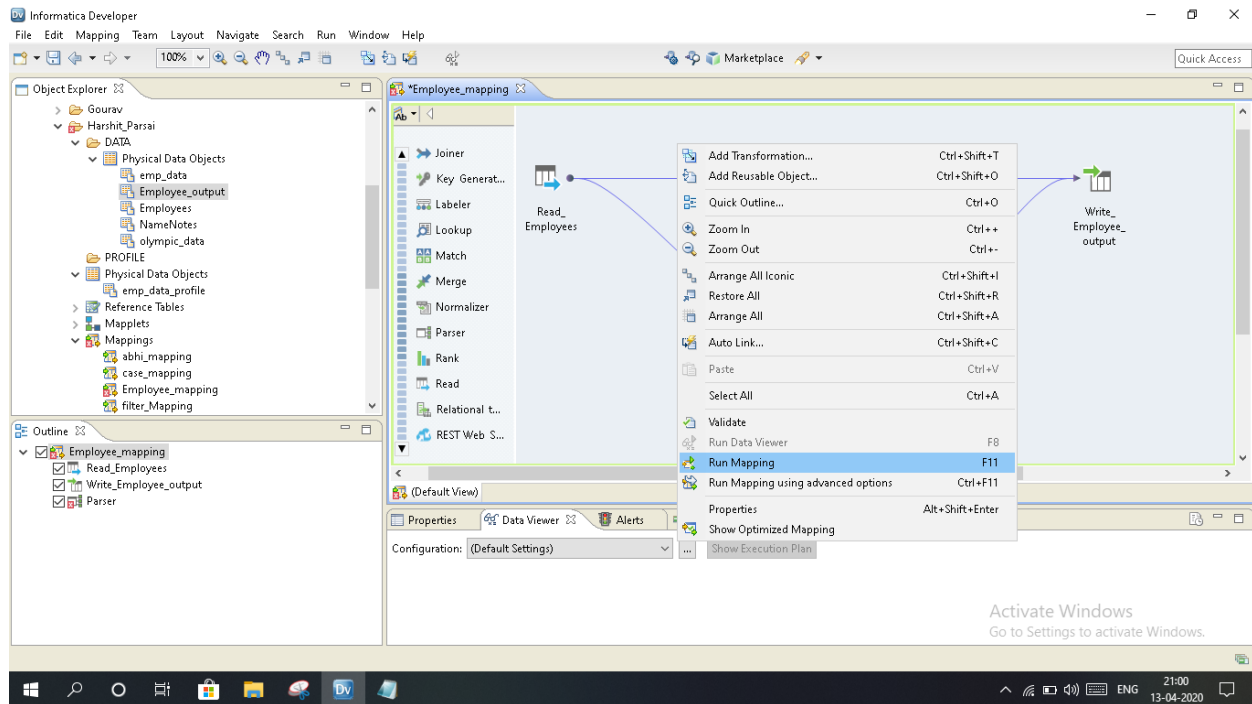 Informatica Developer
File Edit Mapping Team Layout Navigate Search Run Window Help
100%
Marketplace
Quick Access
Object Explorer
Gourav
Harshit_Parsai
DATA
Physical Data Objects
emp_data
Employee_output
Employees
NameNotes
olympic_data
PROFILE
Physical Data Objects
emp_data_profile
Reference Tables
Mapplets
Mappings
abhi_mapping
case_mapping
Employee_mapping
filter_Mapping
Outline
Employee_mapping
Read_Employees
Write_Employee_output
Parser
*Employee_mapping
Ab
Joiner
Key Generat...
Labeler
Lookup
Match
Merge
Normalizer
Parser
Rank
Read
Relational t...
REST Web S...
Read_
Employees
Write_
Employee_
output
Add Transformation... Ctrl+Shift+T
Add Reusable Object... Ctrl+Shift+O
Quick Outline... Ctrl+O
Zoom In Ctrl++
Zoom Out Ctrl+-
Arrange All Iconic Ctrl+Shift+I
Restore All Ctrl+Shift+R
Arrange All Ctrl+Shift+A
Auto Link... Ctrl+Shift+C
Paste Ctrl+V
Select All Ctrl+A
Validate
Run Data Viewer F8
Run Mapping F11
Run Mapping using advanced options Ctrl+F11
Properties Alt+Shift+Enter
Show Optimized Mapping
(Default View)
Properties Data Viewer Alerts
Configuration: (Default Settings) ... Show Execution Plan
Activate Windows
Go to Settings to activate Windows.
Dv
ENG
21:00
13-04-2020